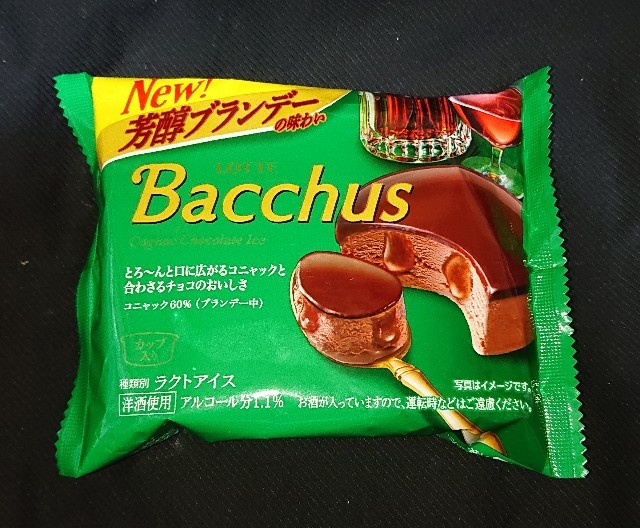 New!
芳醇ブランデーの味わい
LOTTE
Bacchus
Cognac Chocolate Ice
とろ〜んと口に広がるコニャックと
合わさるチョコのおいしさ
コニャック60%（ブランデー中）
カップ
入り
種類別 ラクトアイス
写真はイメージです。
洋酒使用 アルコール分1.1% お酒が入っていますので、運転時などはご遠慮ください。